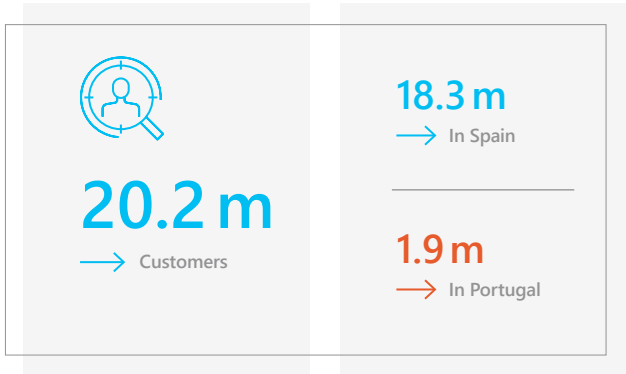 20.2 m
Customers
18.3 m
In Spain
1.9 m
In Portugal